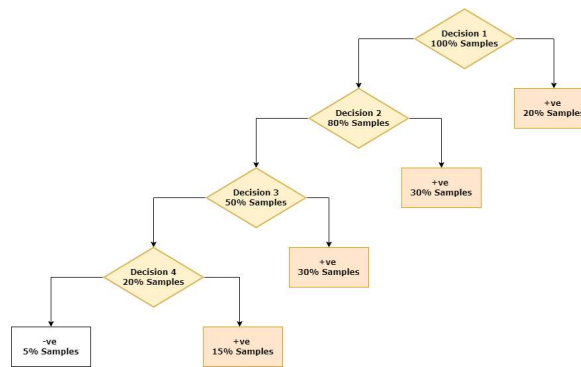 Decision 1
100% Samples
+ve
20% Samples
Decision 2
80% Samples
+ve
30% Samples
Decision 3
50% Samples
+ve
30% Samples
Decision 4
20% Samples
-ve
5% Samples
+ve
15% Samples